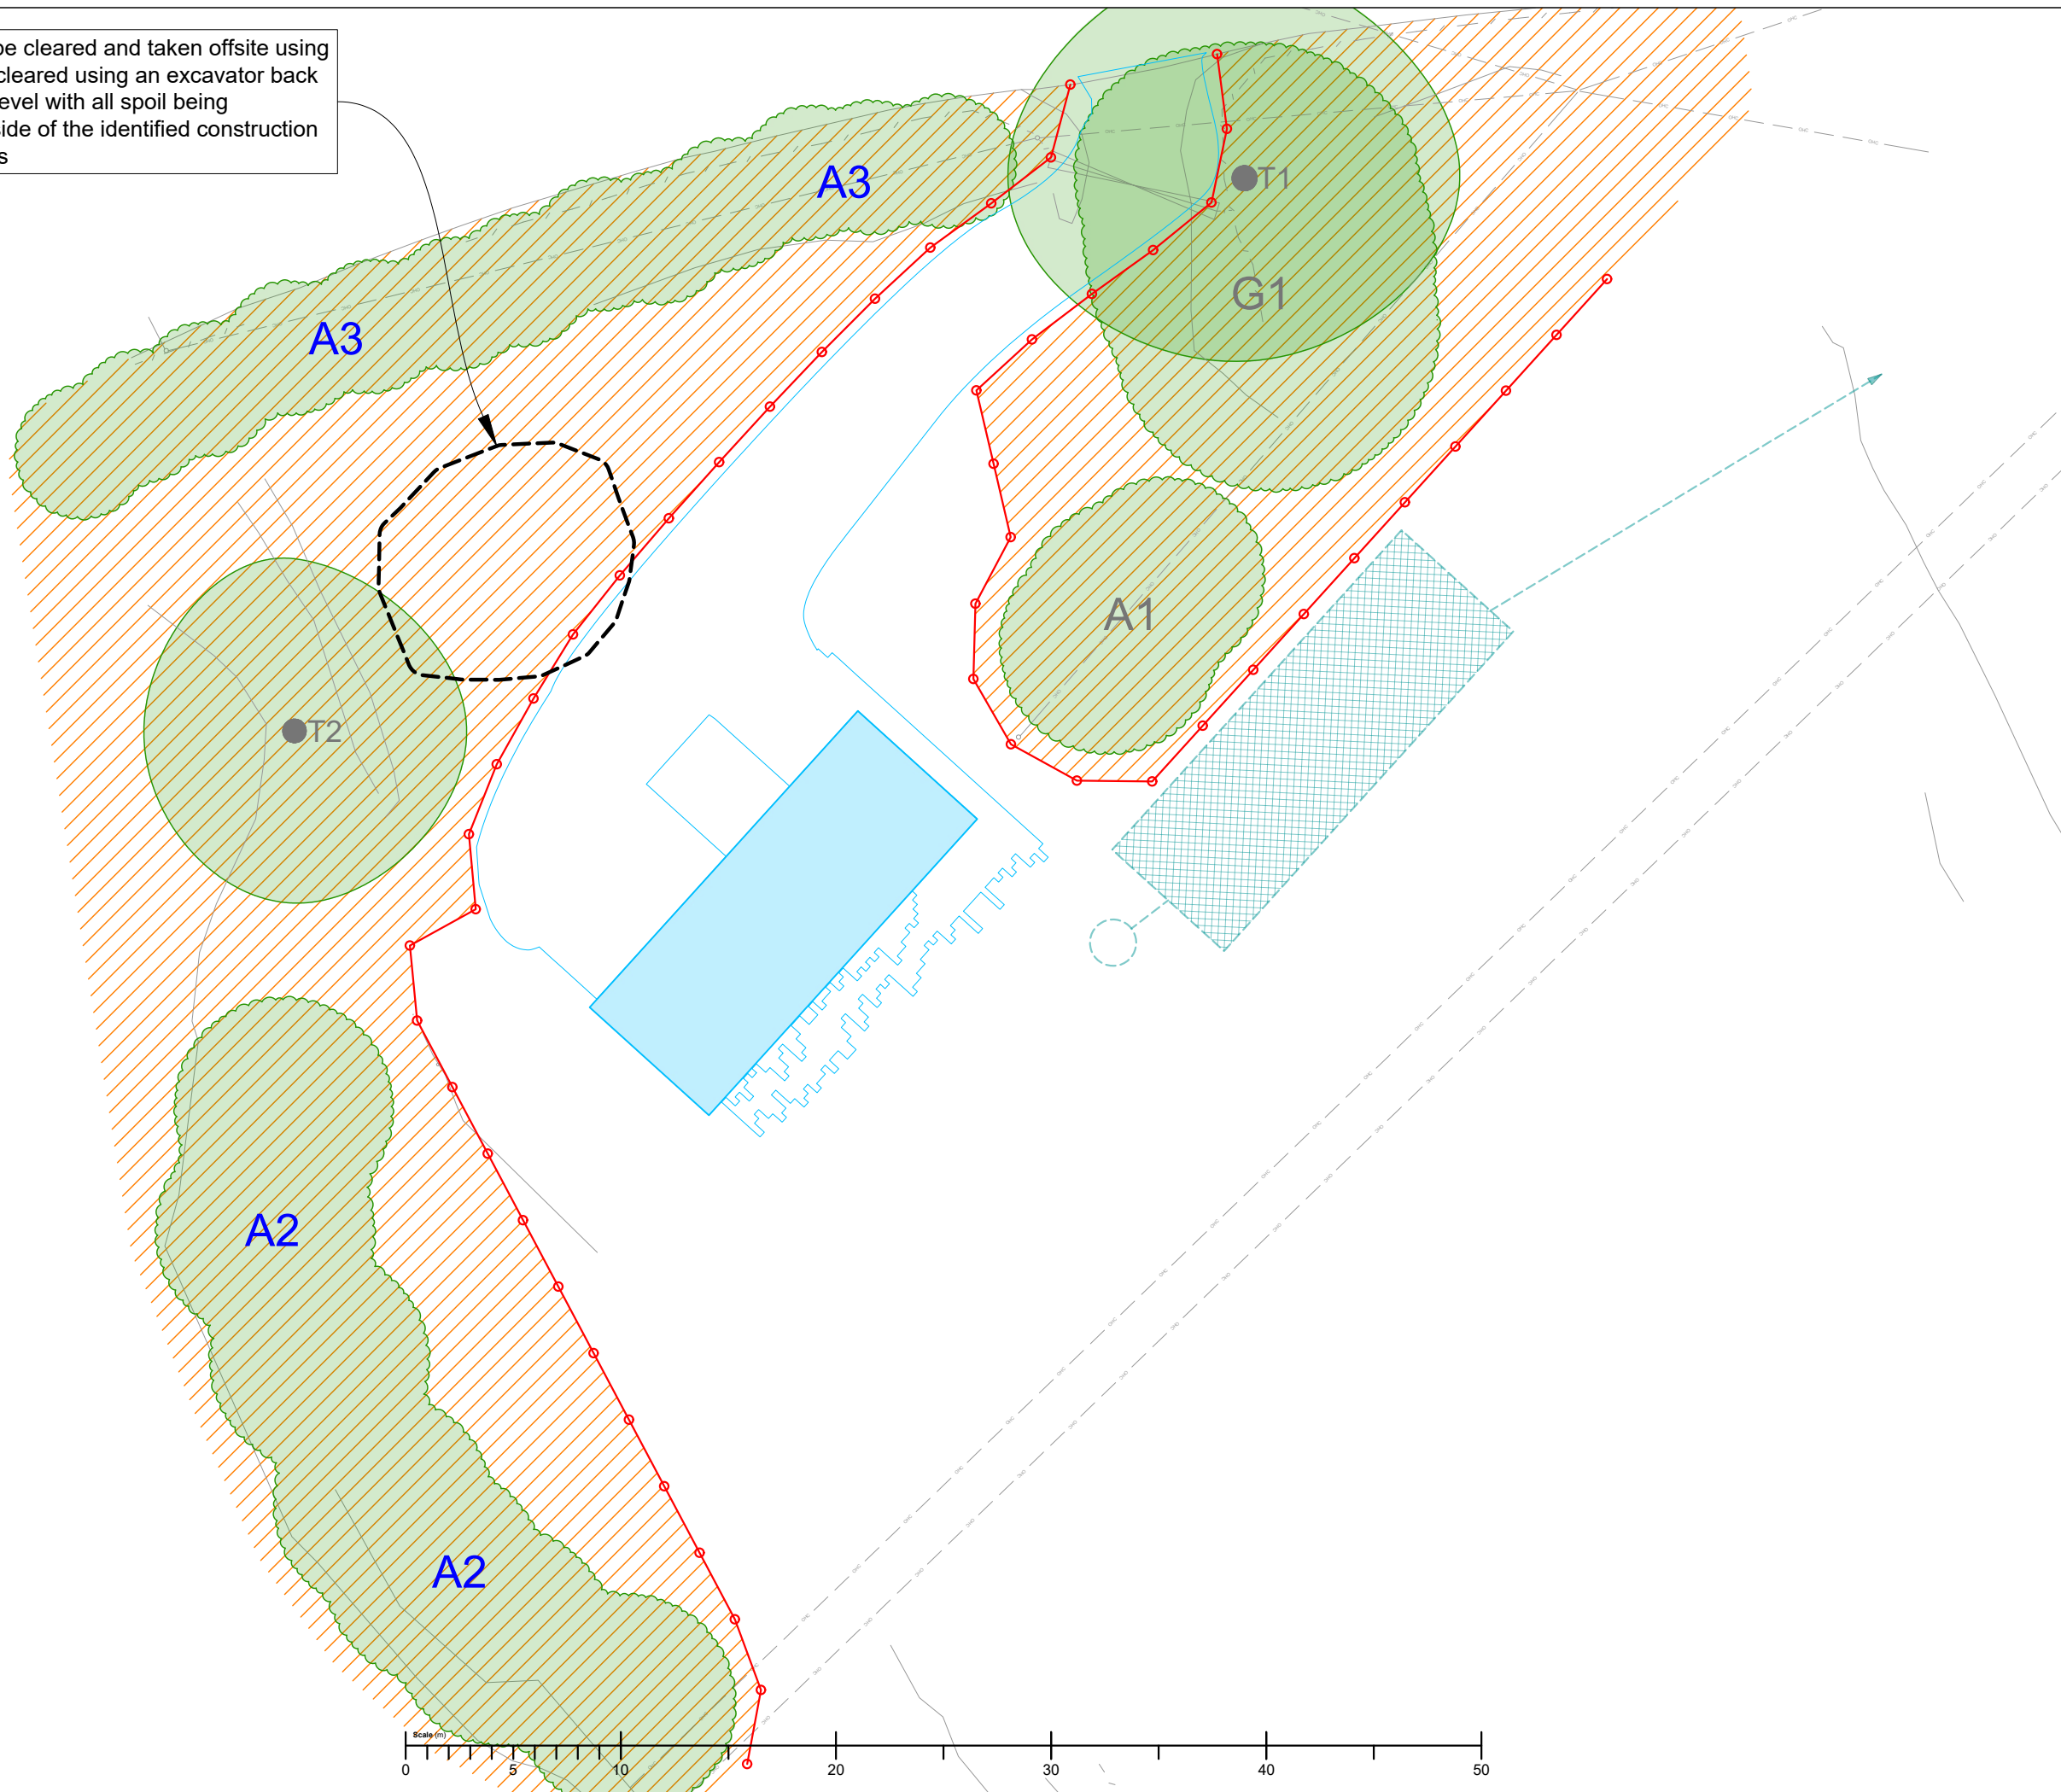 be cleared and taken offsite using
cleared using an excavator back
evel with all spoil being
side of the identified construction
s
A3
A3
T1
G1
A1
T2
A2
A2
Scale (m)
0
5
10
20
30
40
50